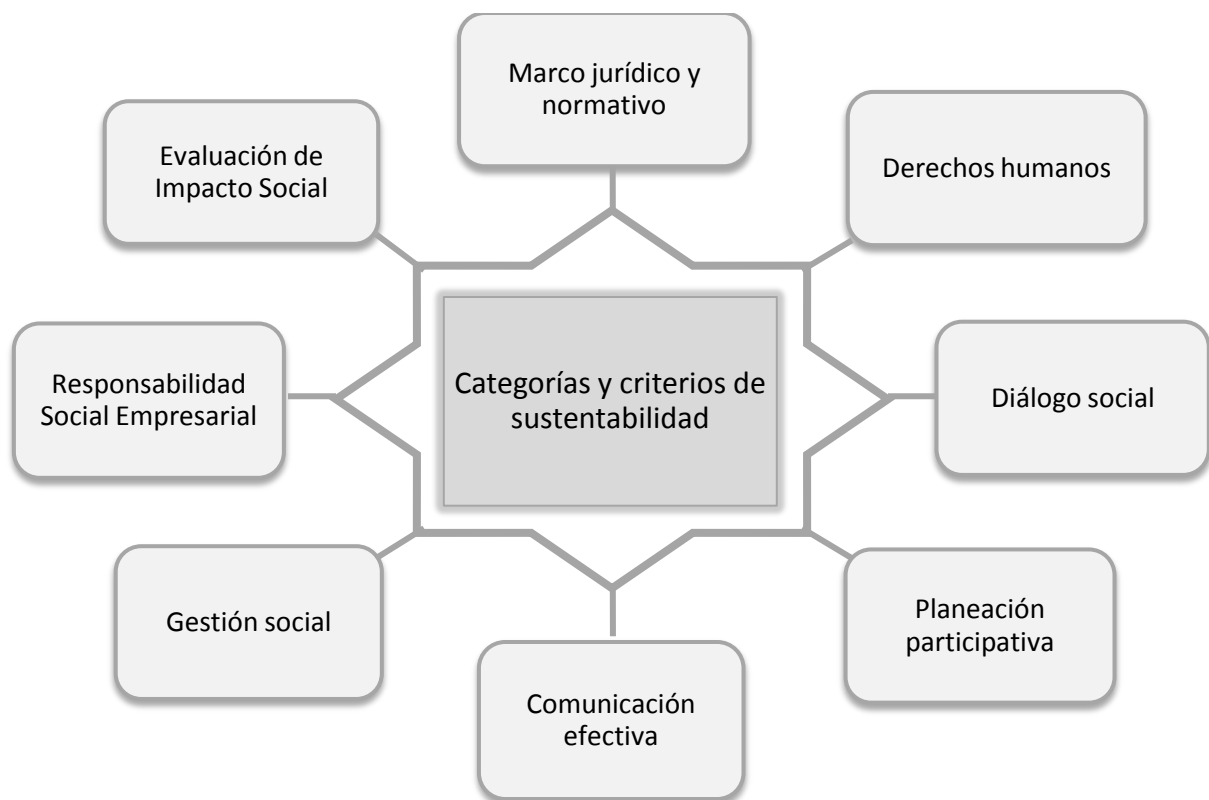 Marco jurídico y
normativo
Evaluación de
Impacto Social
Derechos humanos
Responsabilidad
Social Empresarial
Categorías y criterios de
sustentabilidad
Diálogo social
Gestión social
Planeación
participativa
Comunicación
efectiva